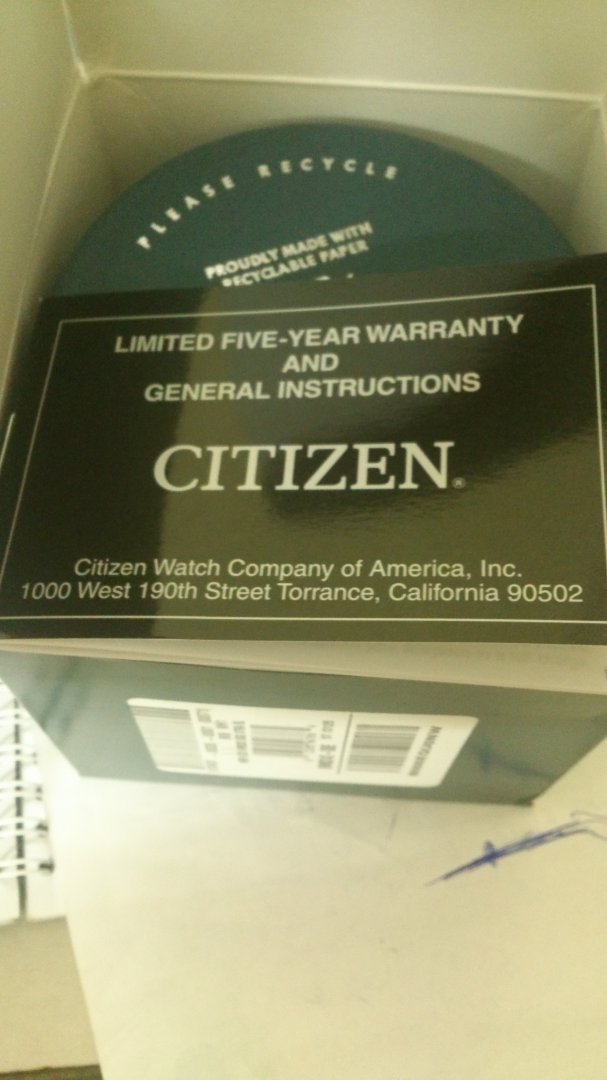 PLEASE RECYCLE
PROUDLY MADE WITH
RECYCLABLE PAPER
LIMITED FIVE-YEAR WARRANTY
AND
GENERAL INSTRUCTIONS
CITIZEN®
Citizen Watch Company of America, Inc.
1000 West 190th Street Torrance, California 90502